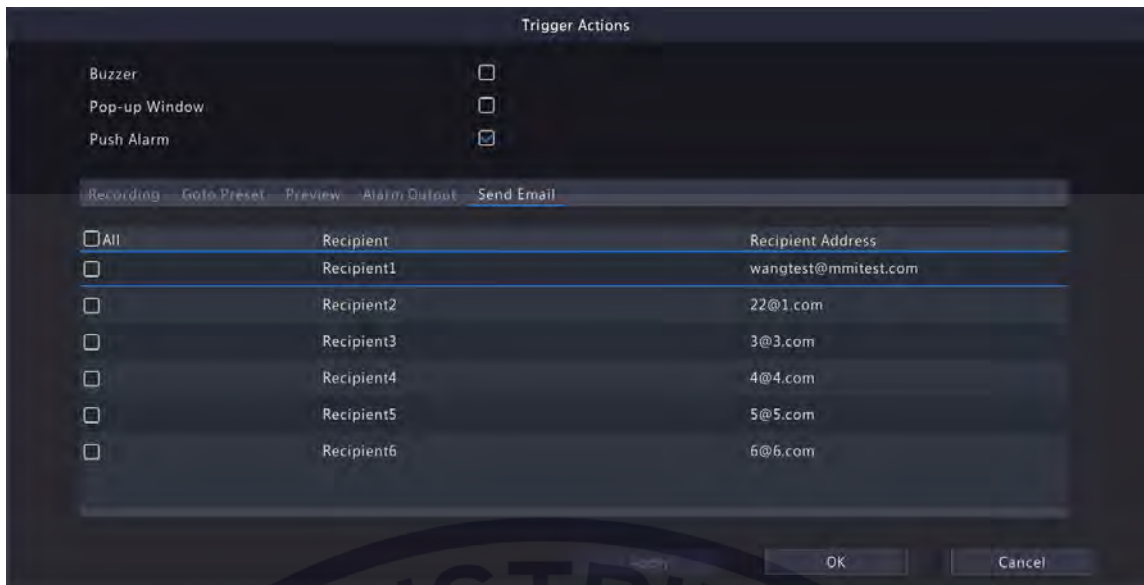 Trigger Actions
Buzzer
Pop-up Window
Push Alarm
Recording Goto Preset Preview Alarm Output Send Email
All Recipient Recipient Address
Recipient1 wangtest@mmitest.com
Recipient2 22@1.com
Recipient3 3@3.com
Recipient4 4@4.com
Recipient5 5@5.com
Recipient6 6@6.com
OK Cancel